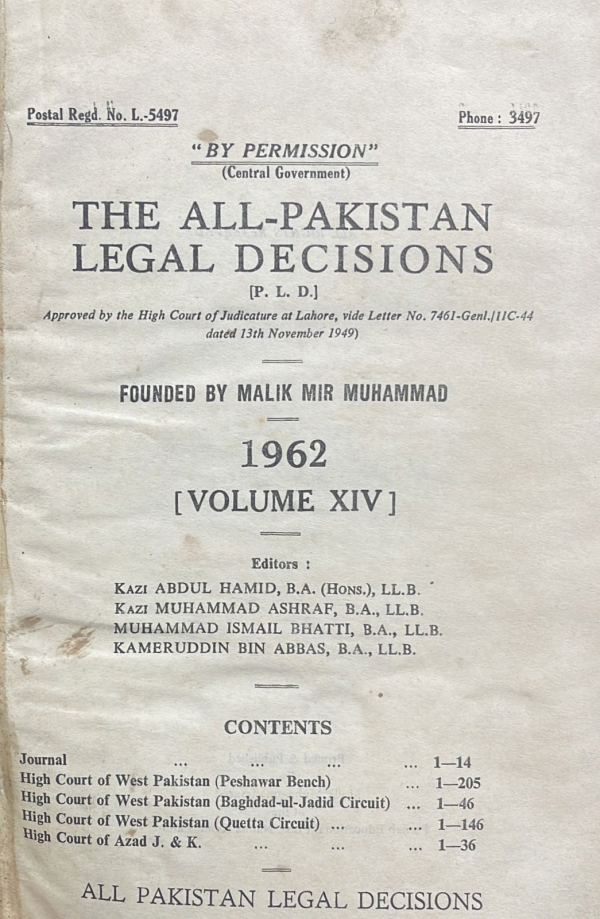 Postal Regd. No. L.-5497 Phone : 3497
"BY PERMISSION"
(Central Government)
THE ALL-PAKISTAN
LEGAL DECISIONS
[P. L. D.]
Approved by the High Court of Judicature at Lahore, vide Letter No. 7461-Genl./11C-44
dated 13th November 1949)
FOUNDED BY MALIK MIR MUHAMMAD
1962
[VOLUME XIV]
Editors :
KAZI ABDUL HAMID, B.A. (HONS.), LL.B.
KAZI MUHAMMAD ASHRAF, B.A., LL.B.
MUHAMMAD ISMAIL BHATTI, B.A., LL.B.
KAMERUDDIN BIN ABBAS, B.A., LL.B.
CONTENTS
Journal ... ... ... ... 1—14
High Court of West Pakistan (Peshawar Bench) ... 1—205
High Court of West Pakistan (Baghdad-ul-Jadid Circuit) ... 1—46
High Court of West Pakistan (Quetta Circuit) ... ... 1—146
High Court of Azad J. & K. ... ... ... 1—36
ALL PAKISTAN LEGAL DECISIONS